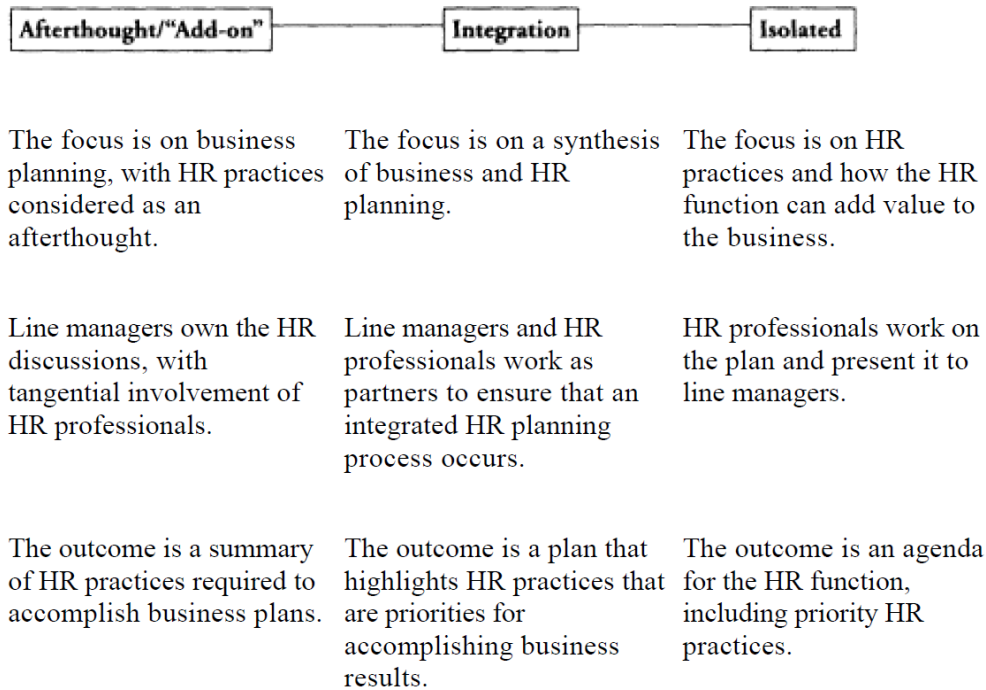 Afterthought/“Add-on”
Integration
Isolated
The focus is on business
planning, with HR practices
considered as an
afterthought.
The focus is on a synthesis
of business and HR
planning.
The focus is on HR
practices and how the HR
function can add value to
the business.
Line managers own the HR
discussions, with
tangential involvement of
HR professionals.
Line managers and HR
professionals work as
partners to ensure that an
integrated HR planning
process occurs.
HR professionals work on
the plan and present it to
line managers.
The outcome is a summary
of HR practices required to
accomplish business plans.
The outcome is a plan that
highlights HR practices that
are priorities for
accomplishing business
results.
The outcome is an agenda
for the HR function,
including priority HR
practices.